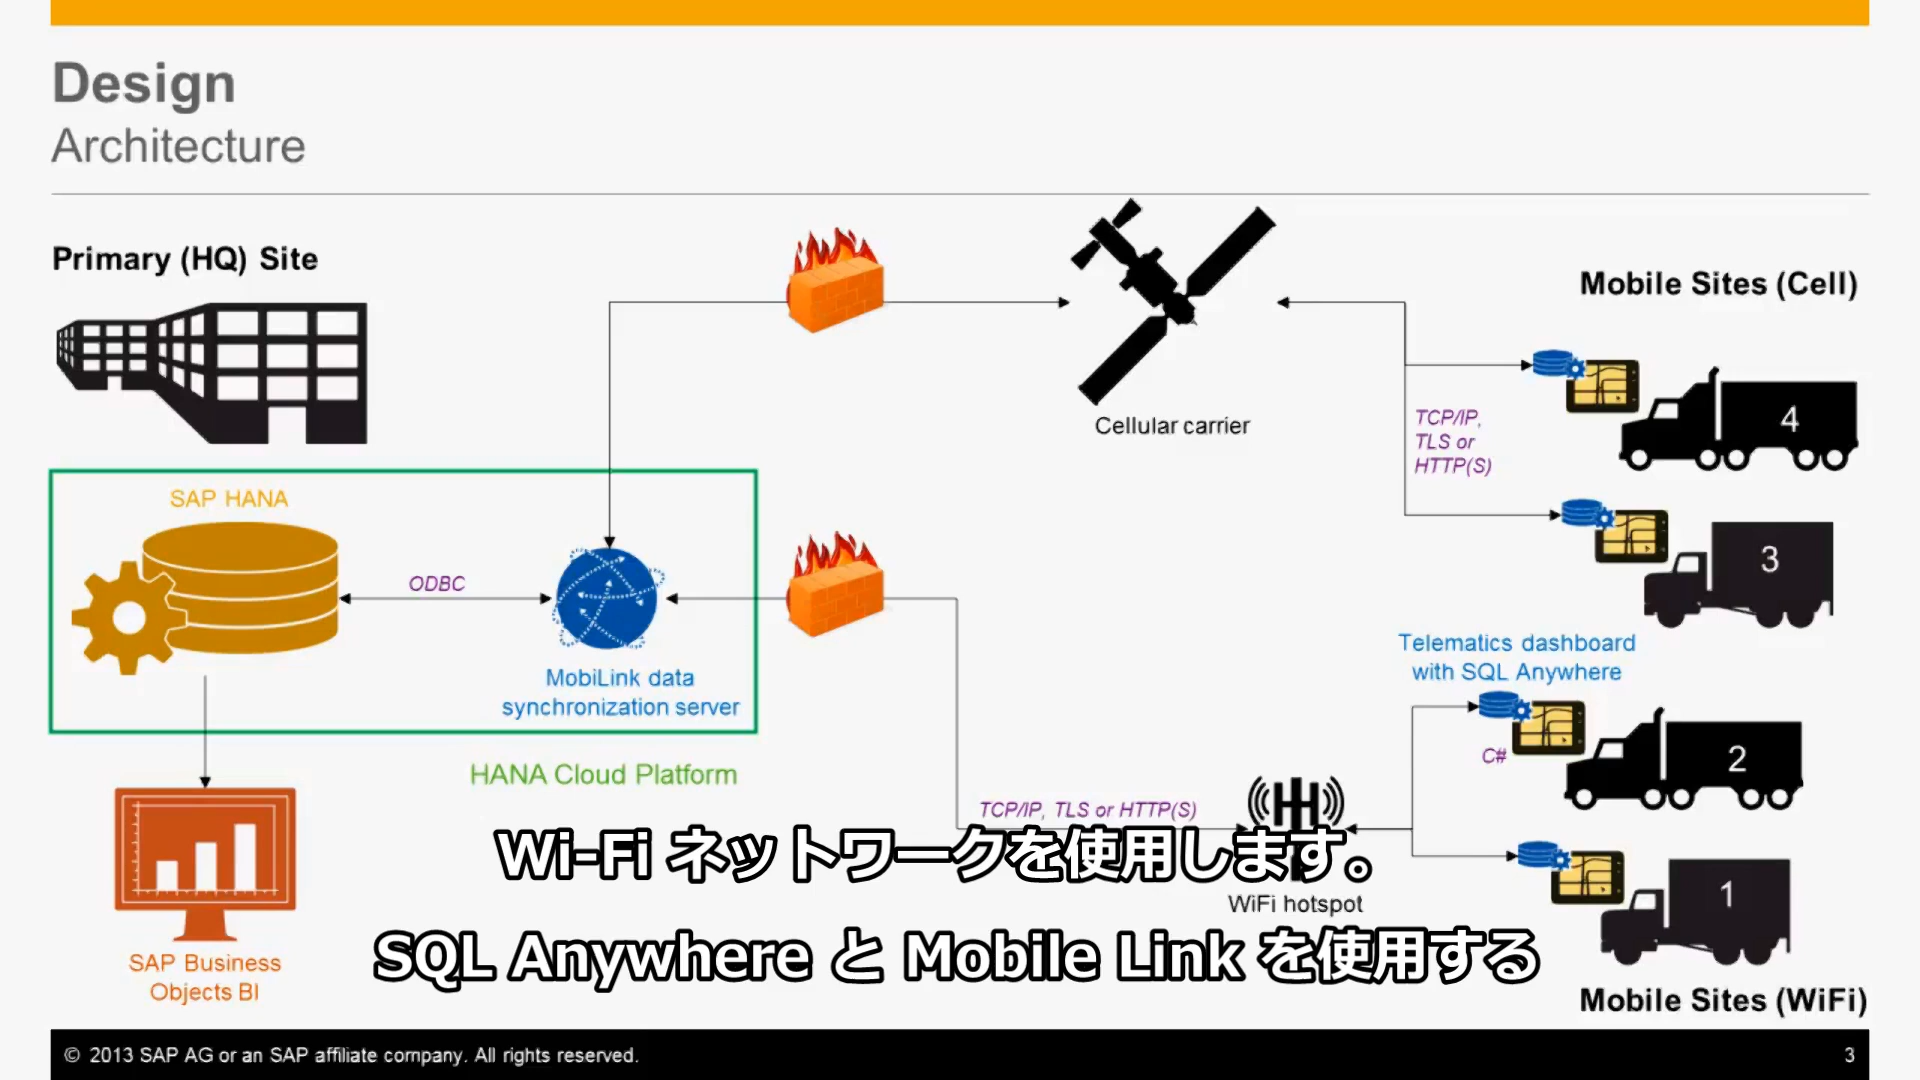 Design
Architecture
Primary (HQ) Site
Mobile Sites (Cell)
Cellular carrier
TCP/IP,
TLS or
HTTP(S)
4
3
SAP HANA
ODBC
MobiLink data
synchronization server
HANA Cloud Platform
Telematics dashboard
with SQL Anywhere
C#
2
TCP/IP, TLS or HTTP(S)
WiFi hotspot
1
SAP Business
Objects BI
Mobile Sites (WiFi)
Wi-Fi ネットワークを使用します。
SQL Anywhere と Mobile Link を使用する
© 2013 SAP AG or an SAP affiliate company. All rights reserved.
3